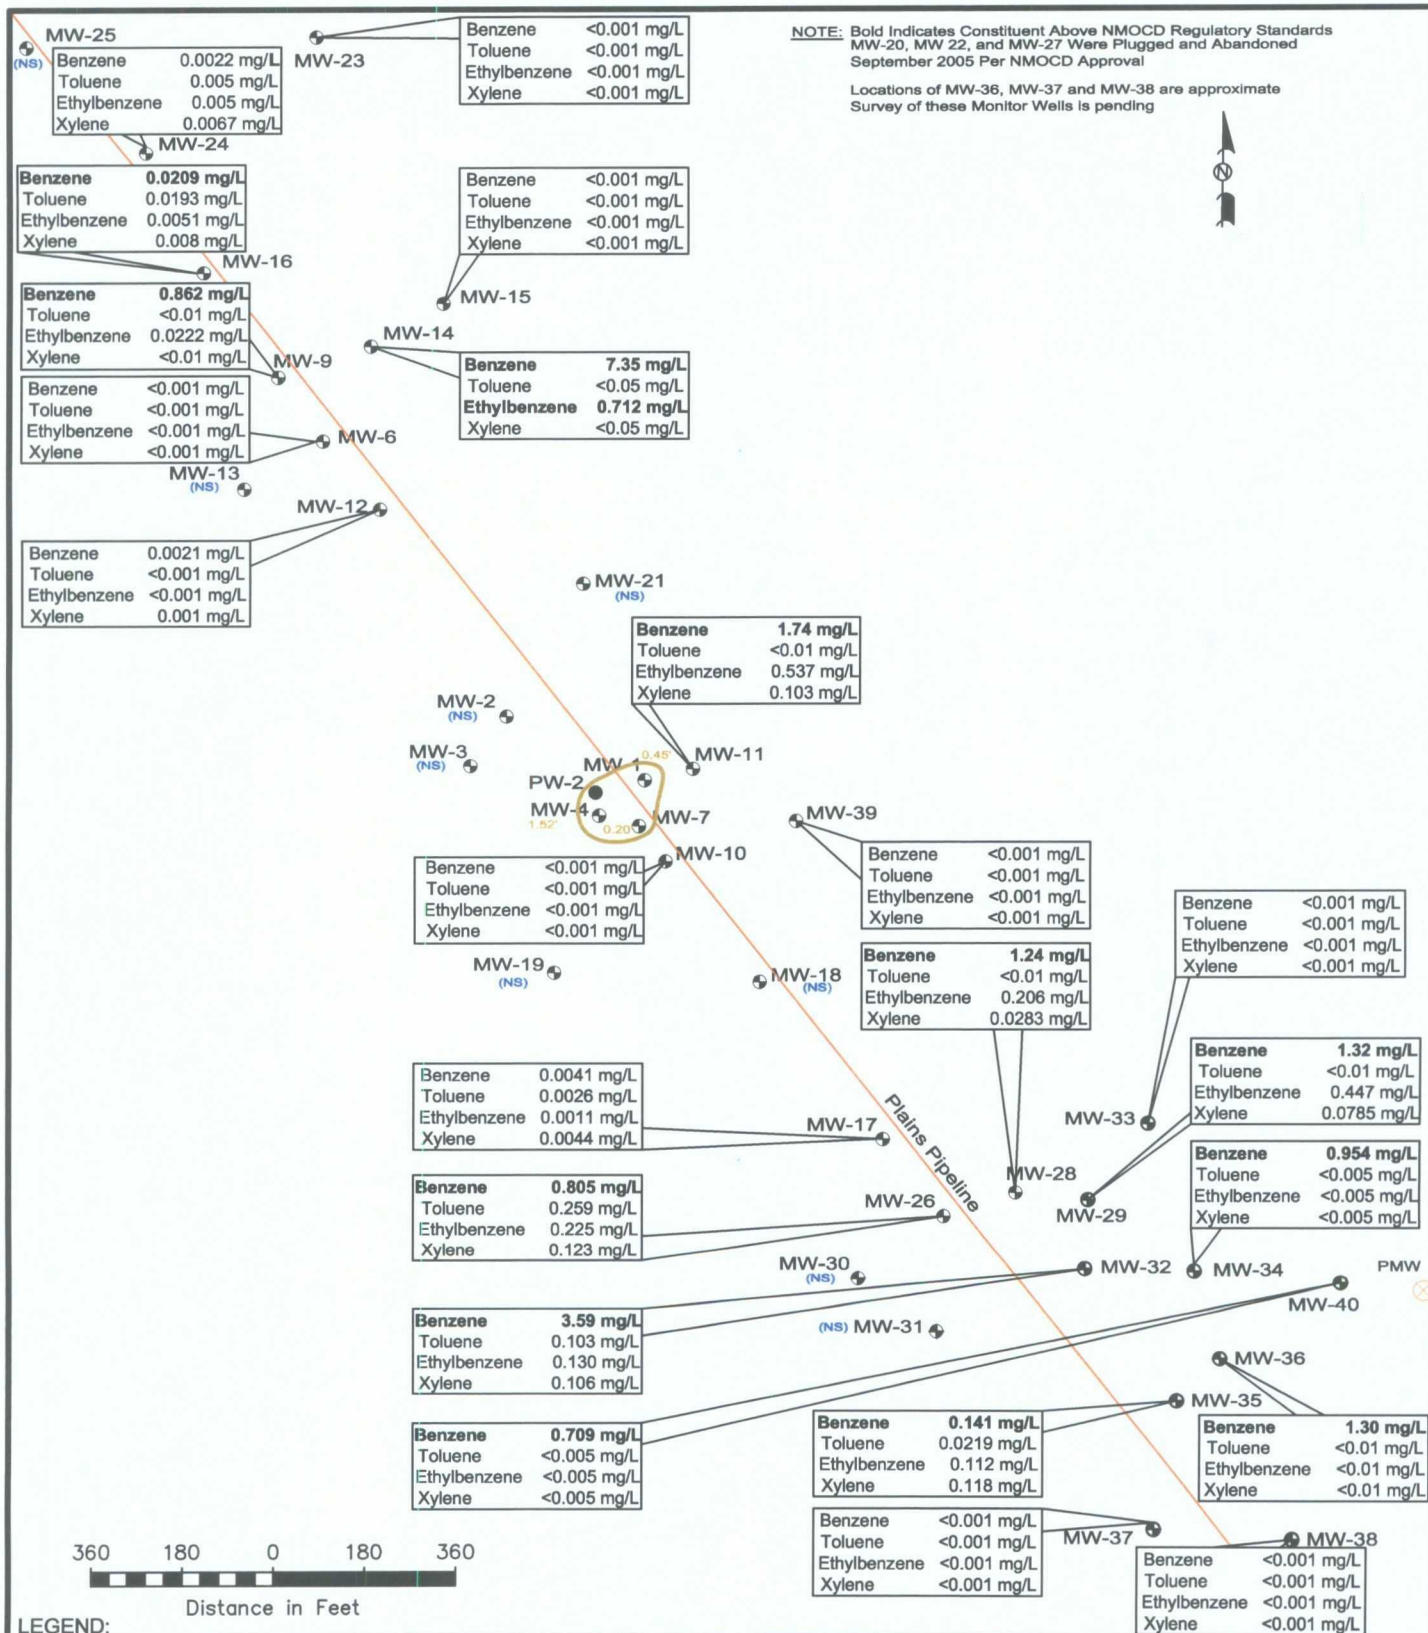 NOTE: Bold Indicates Constituent Above NMOCD Regulatory Standards
MW-20, MW 22, and MW-27 Were Plugged and Abandoned
September 2005 Per NMOCD Approval
Locations of MW-36, MW-37 and MW-38 are approximate
Survey of these Monitor Wells is pending
N
MW-25
(NS)
Benzene 0.0022 mg/L
Toluene 0.005 mg/L
Ethylbenzene 0.005 mg/L
Xylene 0.0067 mg/L
MW-24
MW-23
Benzene <0.001 mg/L
Toluene <0.001 mg/L
Ethylbenzene <0.001 mg/L
Xylene <0.001 mg/L
Benzene 0.0209 mg/L
Toluene 0.0193 mg/L
Ethylbenzene 0.0051 mg/L
Xylene 0.008 mg/L
MW-16
Benzene <0.001 mg/L
Toluene <0.001 mg/L
Ethylbenzene <0.001 mg/L
Xylene <0.001 mg/L
MW-15
Benzene 0.862 mg/L
Toluene <0.01 mg/L
Ethylbenzene 0.0222 mg/L
Xylene <0.01 mg/L
MW-9
MW-14
Benzene 7.35 mg/L
Toluene <0.05 mg/L
Ethylbenzene 0.712 mg/L
Xylene <0.05 mg/L
Benzene <0.001 mg/L
Toluene <0.001 mg/L
Ethylbenzene <0.001 mg/L
Xylene <0.001 mg/L
MW-6
MW-13
(NS)
MW-12
Benzene 0.0021 mg/L
Toluene <0.001 mg/L
Ethylbenzene <0.001 mg/L
Xylene 0.001 mg/L
MW-21
(NS)
Benzene 1.74 mg/L
Toluene <0.01 mg/L
Ethylbenzene 0.537 mg/L
Xylene 0.103 mg/L
MW-11
MW-2
(NS)
MW-3
(NS)
MW-1
0.45'
PW-2
MW-4
1.52'
0.20'
MW-7
MW-10
Benzene <0.001 mg/L
Toluene <0.001 mg/L
Ethylbenzene <0.001 mg/L
Xylene <0.001 mg/L
MW-39
Benzene <0.001 mg/L
Toluene <0.001 mg/L
Ethylbenzene <0.001 mg/L
Xylene <0.001 mg/L
MW-19
(NS)
MW-18
(NS)
Benzene 1.24 mg/L
Toluene <0.01 mg/L
Ethylbenzene 0.206 mg/L
Xylene 0.0283 mg/L
MW-28
Benzene <0.001 mg/L
Toluene <0.001 mg/L
Ethylbenzene <0.001 mg/L
Xylene <0.001 mg/L
MW-33
Benzene 1.32 mg/L
Toluene <0.01 mg/L
Ethylbenzene 0.447 mg/L
Xylene 0.0785 mg/L
MW-29
Benzene 0.0041 mg/L
Toluene 0.0026 mg/L
Ethylbenzene 0.0011 mg/L
Xylene 0.0044 mg/L
MW-17
Plains Pipeline
Benzene 0.954 mg/L
Toluene <0.005 mg/L
Ethylbenzene <0.005 mg/L
Xylene <0.005 mg/L
MW-34
Benzene 0.805 mg/L
Toluene 0.259 mg/L
Ethylbenzene 0.225 mg/L
Xylene 0.123 mg/L
MW-26
MW-30
(NS)
MW-32
PMW
MW-40
(NS) MW-31
Benzene 3.59 mg/L
Toluene 0.103 mg/L
Ethylbenzene 0.130 mg/L
Xylene 0.106 mg/L
MW-36
MW-35
Benzene 0.709 mg/L
Toluene <0.005 mg/L
Ethylbenzene <0.005 mg/L
Xylene <0.005 mg/L
Benzene 0.141 mg/L
Toluene 0.0219 mg/L
Ethylbenzene 0.112 mg/L
Xylene 0.118 mg/L
Benzene 1.30 mg/L
Toluene <0.01 mg/L
Ethylbenzene <0.01 mg/L
Xylene <0.01 mg/L
Benzene <0.001 mg/L
Toluene <0.001 mg/L
Ethylbenzene <0.001 mg/L
Xylene <0.001 mg/L
MW-37
MW-38
Benzene <0.001 mg/L
Toluene <0.001 mg/L
Ethylbenzene <0.001 mg/L
Xylene <0.001 mg/L
360 180 0 180 360
Distance in Feet
LEGEND: